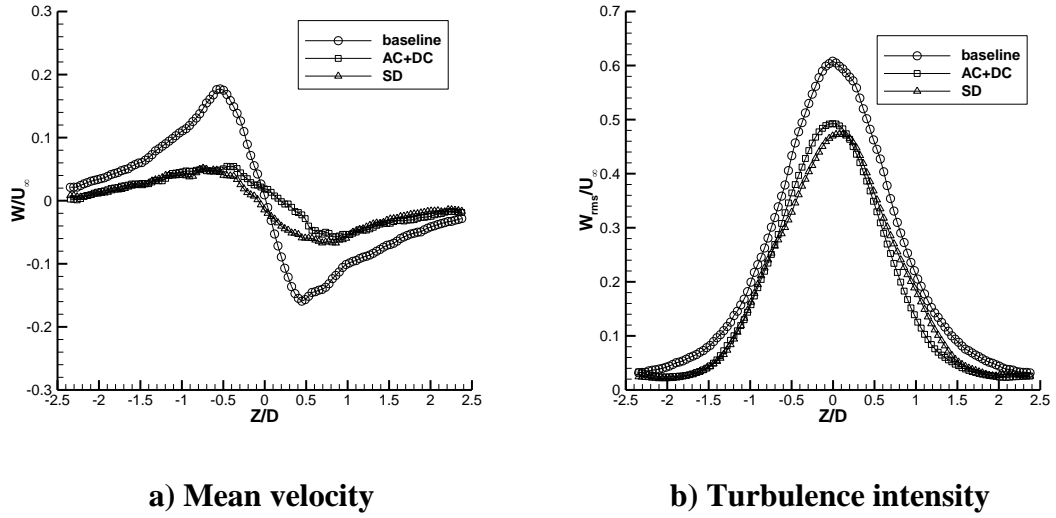 baseline
AC+DC
SD
W/U∞
0.3
0.2
0.1
0
-0.1
-0.2
-0.3
-2.5 -2 -1.5 -1 -0.5 0 0.5 1 1.5 2 2.5
Z/D
a) Mean velocity
baseline
AC+DC
SD
Wrms/U∞
0.7
0.6
0.5
0.4
0.3
0.2
0.1
0
-2.5 -2 -1.5 -1 -0.5 0 0.5 1 1.5 2 2.5
Z/D
b) Turbulence intensity